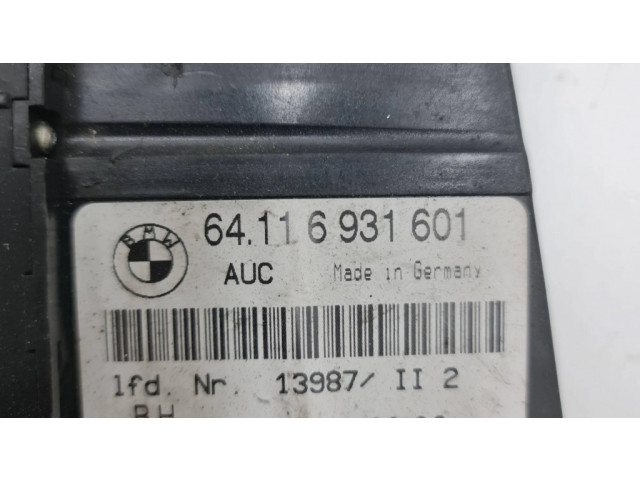 BMW
64.11 6 931 601
AUC Made in Germany
lfd. Nr. 13987/ II 2